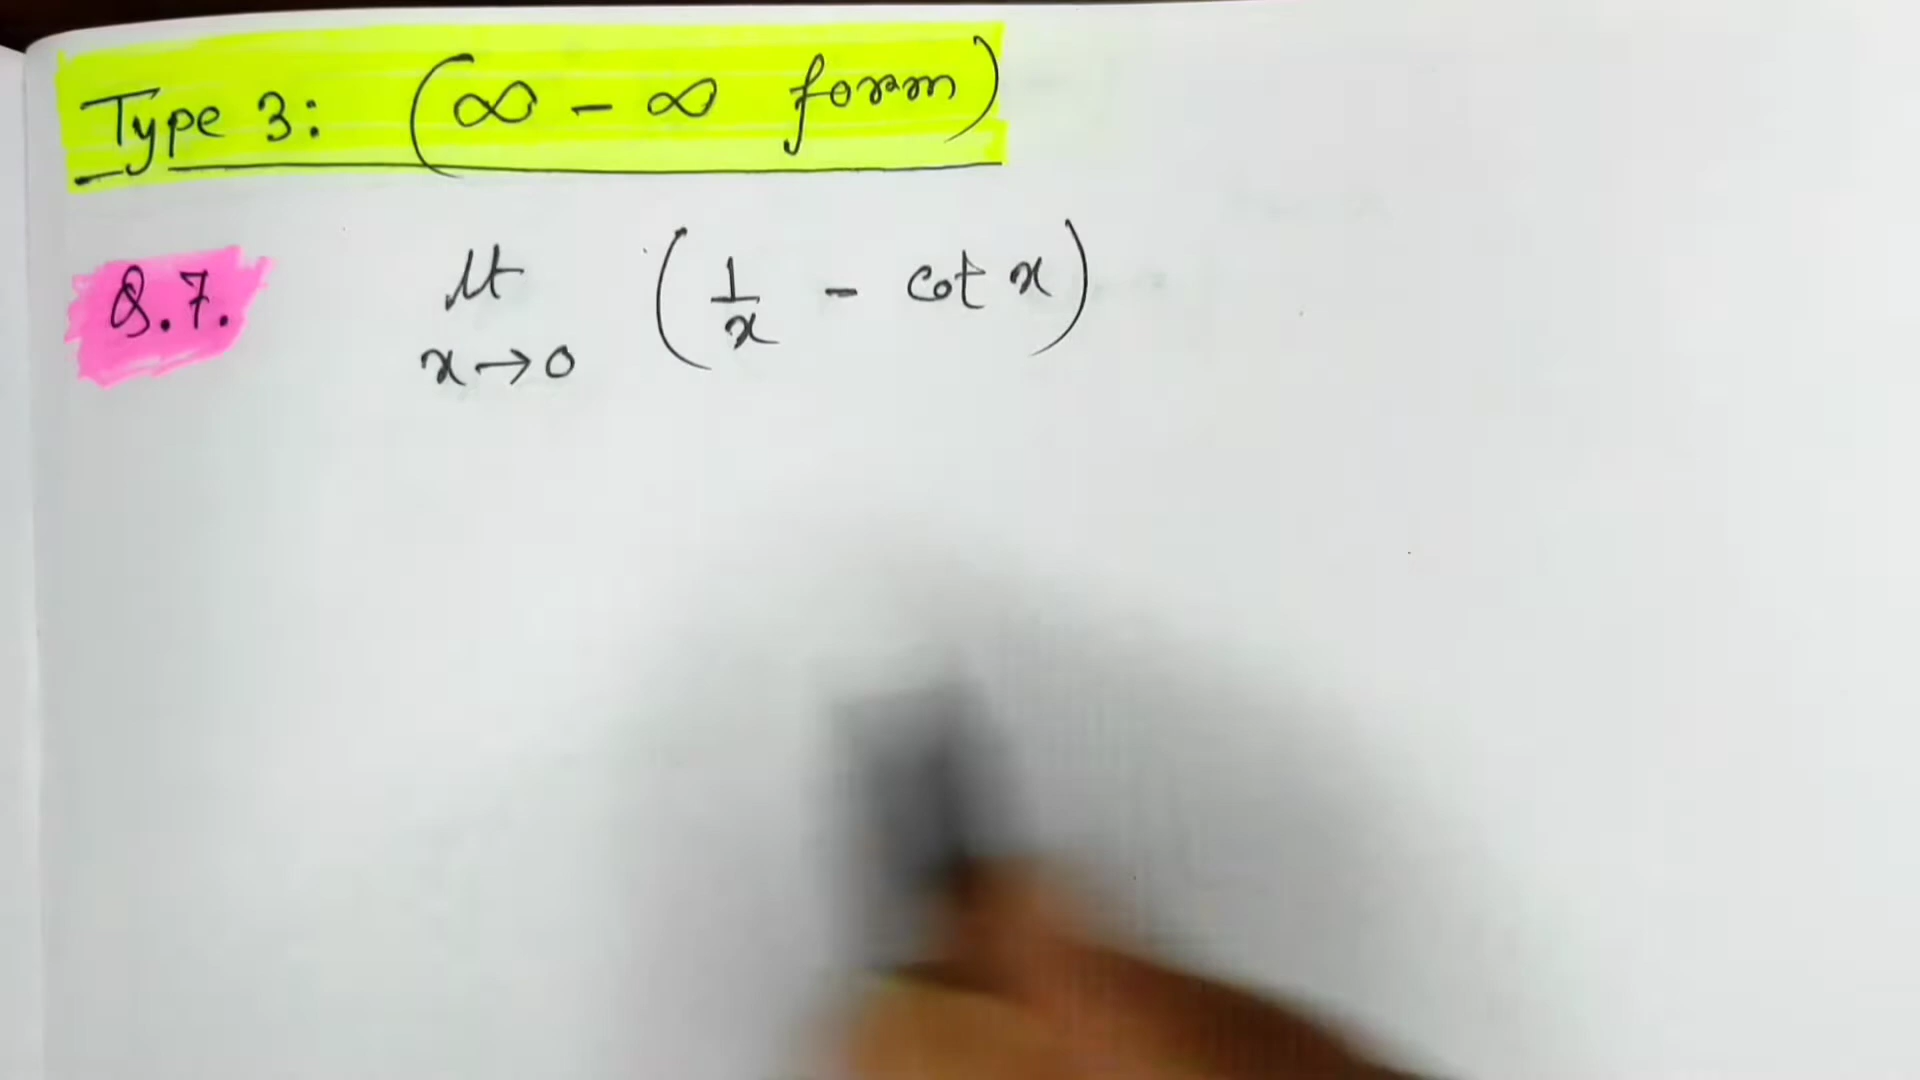 Type 3: (∞ - ∞ form)
Q.7. lt x→0 (1/x - cot x)